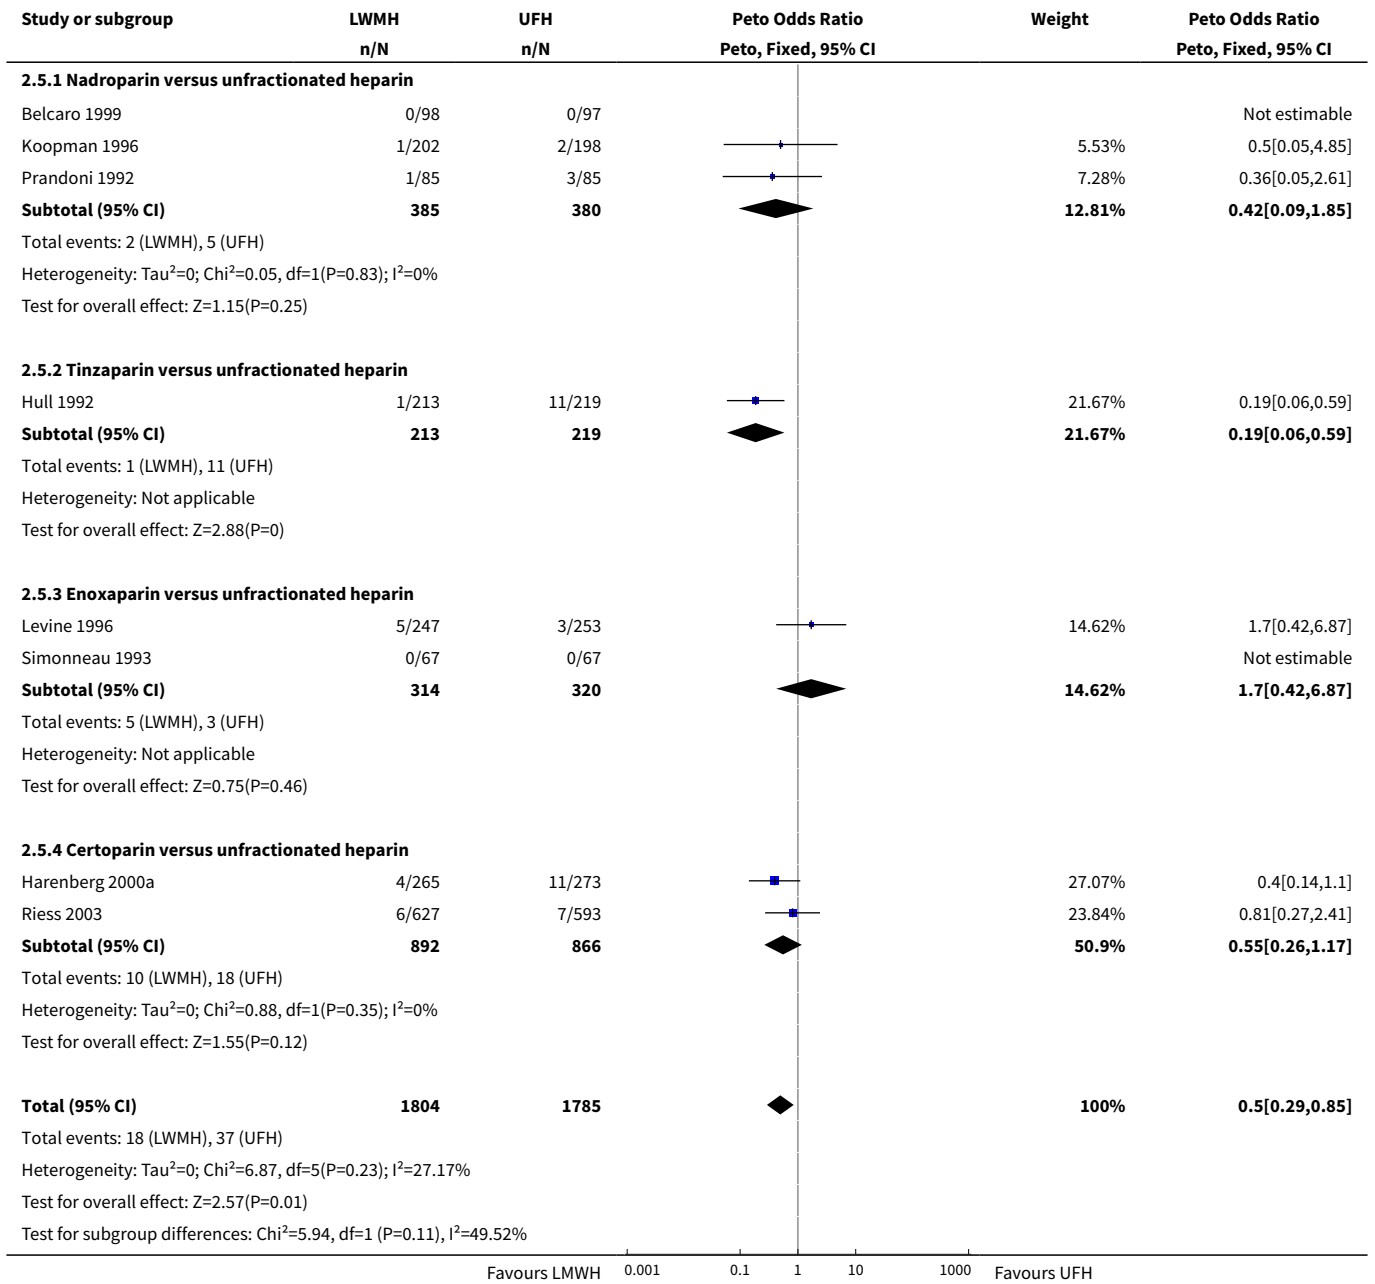 Study or subgroup LWMH UFH Peto Odds Ratio Weight Peto Odds Ratio
n/N n/N Peto, Fixed, 95% CI Peto, Fixed, 95% CI
2.5.1 Nadroparin versus unfractionated heparin
Belcaro 1999 0/98 0/97 Not estimable
Koopman 1996 1/202 2/198 5.53% 0.5[0.05,4.85]
Prandoni 1992 1/85 3/85 7.28% 0.36[0.05,2.61]
Subtotal (95% CI) 385 380 12.81% 0.42[0.09,1.85]
Total events: 2 (LWMH), 5 (UFH)
Heterogeneity: Tau²=0; Chi²=0.05, df=1(P=0.83); I²=0%
Test for overall effect: Z=1.15(P=0.25)
2.5.2 Tinzaparin versus unfractionated heparin
Hull 1992 1/213 11/219 21.67% 0.19[0.06,0.59]
Subtotal (95% CI) 213 219 21.67% 0.19[0.06,0.59]
Total events: 1 (LWMH), 11 (UFH)
Heterogeneity: Not applicable
Test for overall effect: Z=2.88(P=0)
2.5.3 Enoxaparin versus unfractionated heparin
Levine 1996 5/247 3/253 14.62% 1.7[0.42,6.87]
Simonneau 1993 0/67 0/67 Not estimable
Subtotal (95% CI) 314 320 14.62% 1.7[0.42,6.87]
Total events: 5 (LWMH), 3 (UFH)
Heterogeneity: Not applicable
Test for overall effect: Z=0.75(P=0.46)
2.5.4 Certoparin versus unfractionated heparin
Harenberg 2000a 4/265 11/273 27.07% 0.4[0.14,1.1]
Riess 2003 6/627 7/593 23.84% 0.81[0.27,2.41]
Subtotal (95% CI) 892 866 50.9% 0.55[0.26,1.17]
Total events: 10 (LWMH), 18 (UFH)
Heterogeneity: Tau²=0; Chi²=0.88, df=1(P=0.35); I²=0%
Test for overall effect: Z=1.55(P=0.12)
Total (95% CI) 1804 1785 100% 0.5[0.29,0.85]
Total events: 18 (LWMH), 37 (UFH)
Heterogeneity: Tau²=0; Chi²=6.87, df=5(P=0.23); I²=27.17%
Test for overall effect: Z=2.57(P=0.01)
Test for subgroup differences: Chi²=5.94, df=1 (P=0.11), I²=49.52%
Favours LMWH 0.001 0.1 1 10 1000 Favours UFH